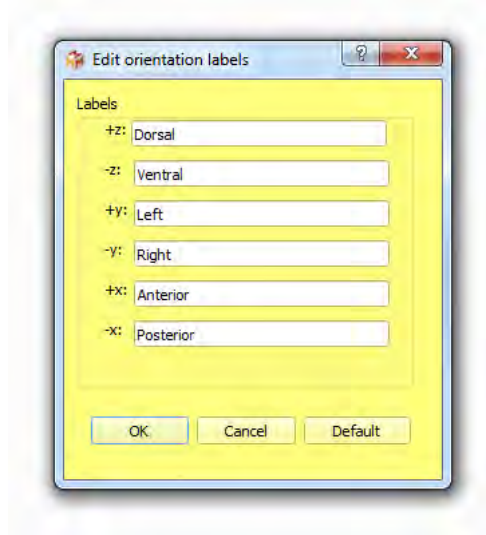 Edit orientation labels
Labels
+z: Dorsal
-z: Ventral
+y: Left
-y: Right
+x: Anterior
-x: Posterior
OK Cancel Default